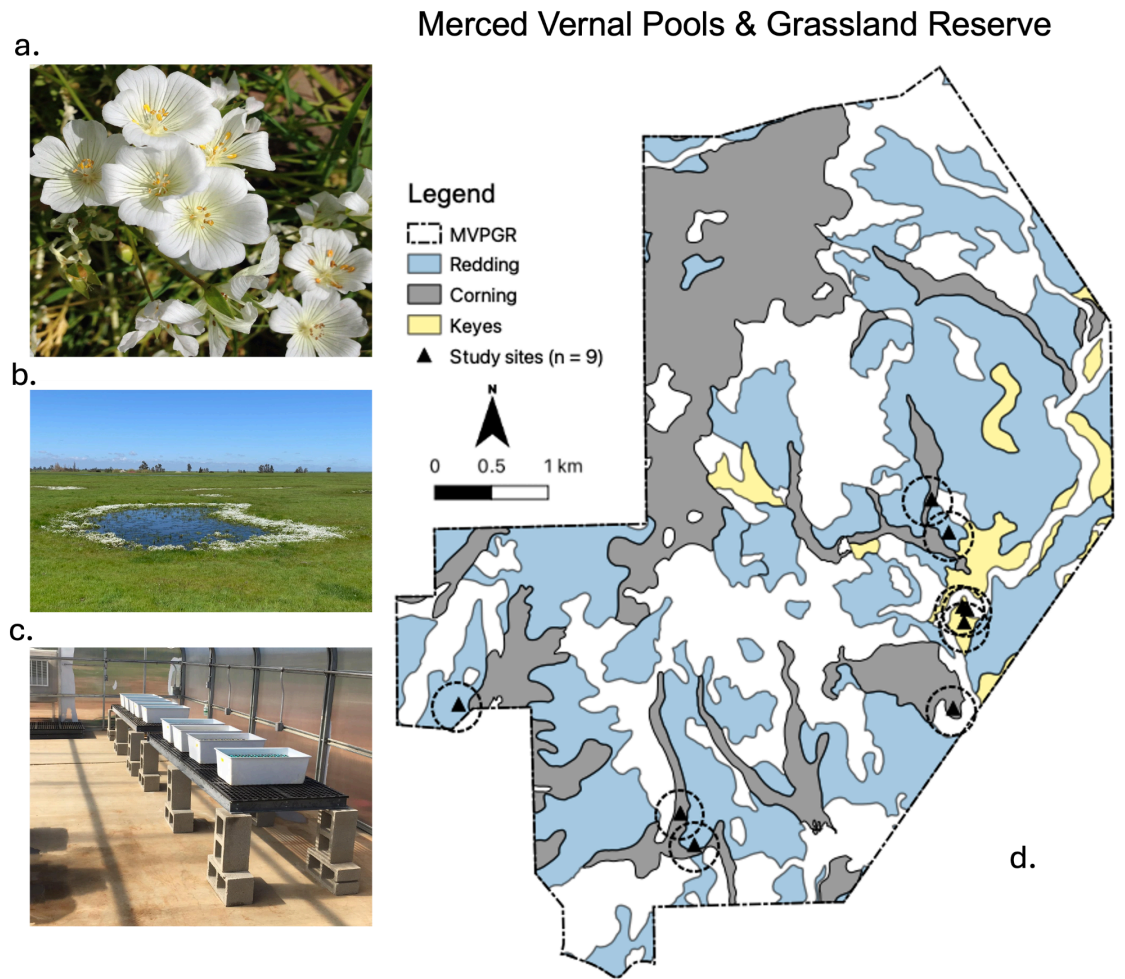 Merced Vernal Pools & Grassland Reserve
a.
b.
c.
Legend
MVPGR
Redding
Corning
Keyes
Study sites (n = 9)
N
0 0.5 1 km
d.